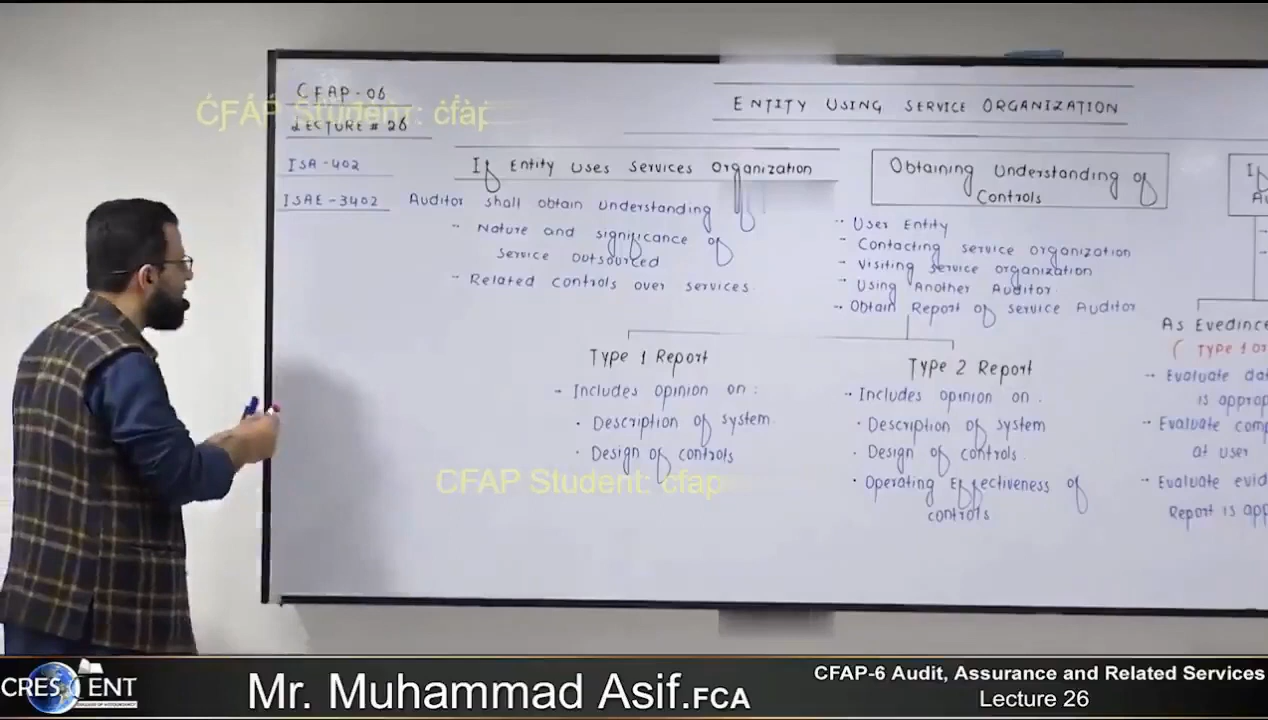 CFAP-06
LECTURE # 26
ISA-402
ISAE-3402
ENTITY USING SERVICE ORGANIZATION
If Entity Uses Services Organization
Auditor shall obtain understanding of
- Nature and significance of
service outsourced
- Related controls over services.
Obtaining Understanding of
Controls
- User Entity
- Contacting service organization
- Visiting service organization
- Using Another Auditor
- Obtain Report of service Auditor
Type 1 Report
- Includes opinion on :
· Description of system
· Design of controls
Type 2 Report
- Includes opinion on .
· Description of system
· Design of controls
· Operating Effectiveness of
controls
If
As Evedince
( TYPE 1 OR
- Evaluate
is
- Evaluate
at user
- Evaluate
Report is
CFAP Student: cfap
CFAP Student: cfap
CRESCENT
COLLEGE OF ACCOUNTANCY
Mr. Muhammad Asif.FCA
CFAP-6 Audit, Assurance and Related Services
Lecture 26